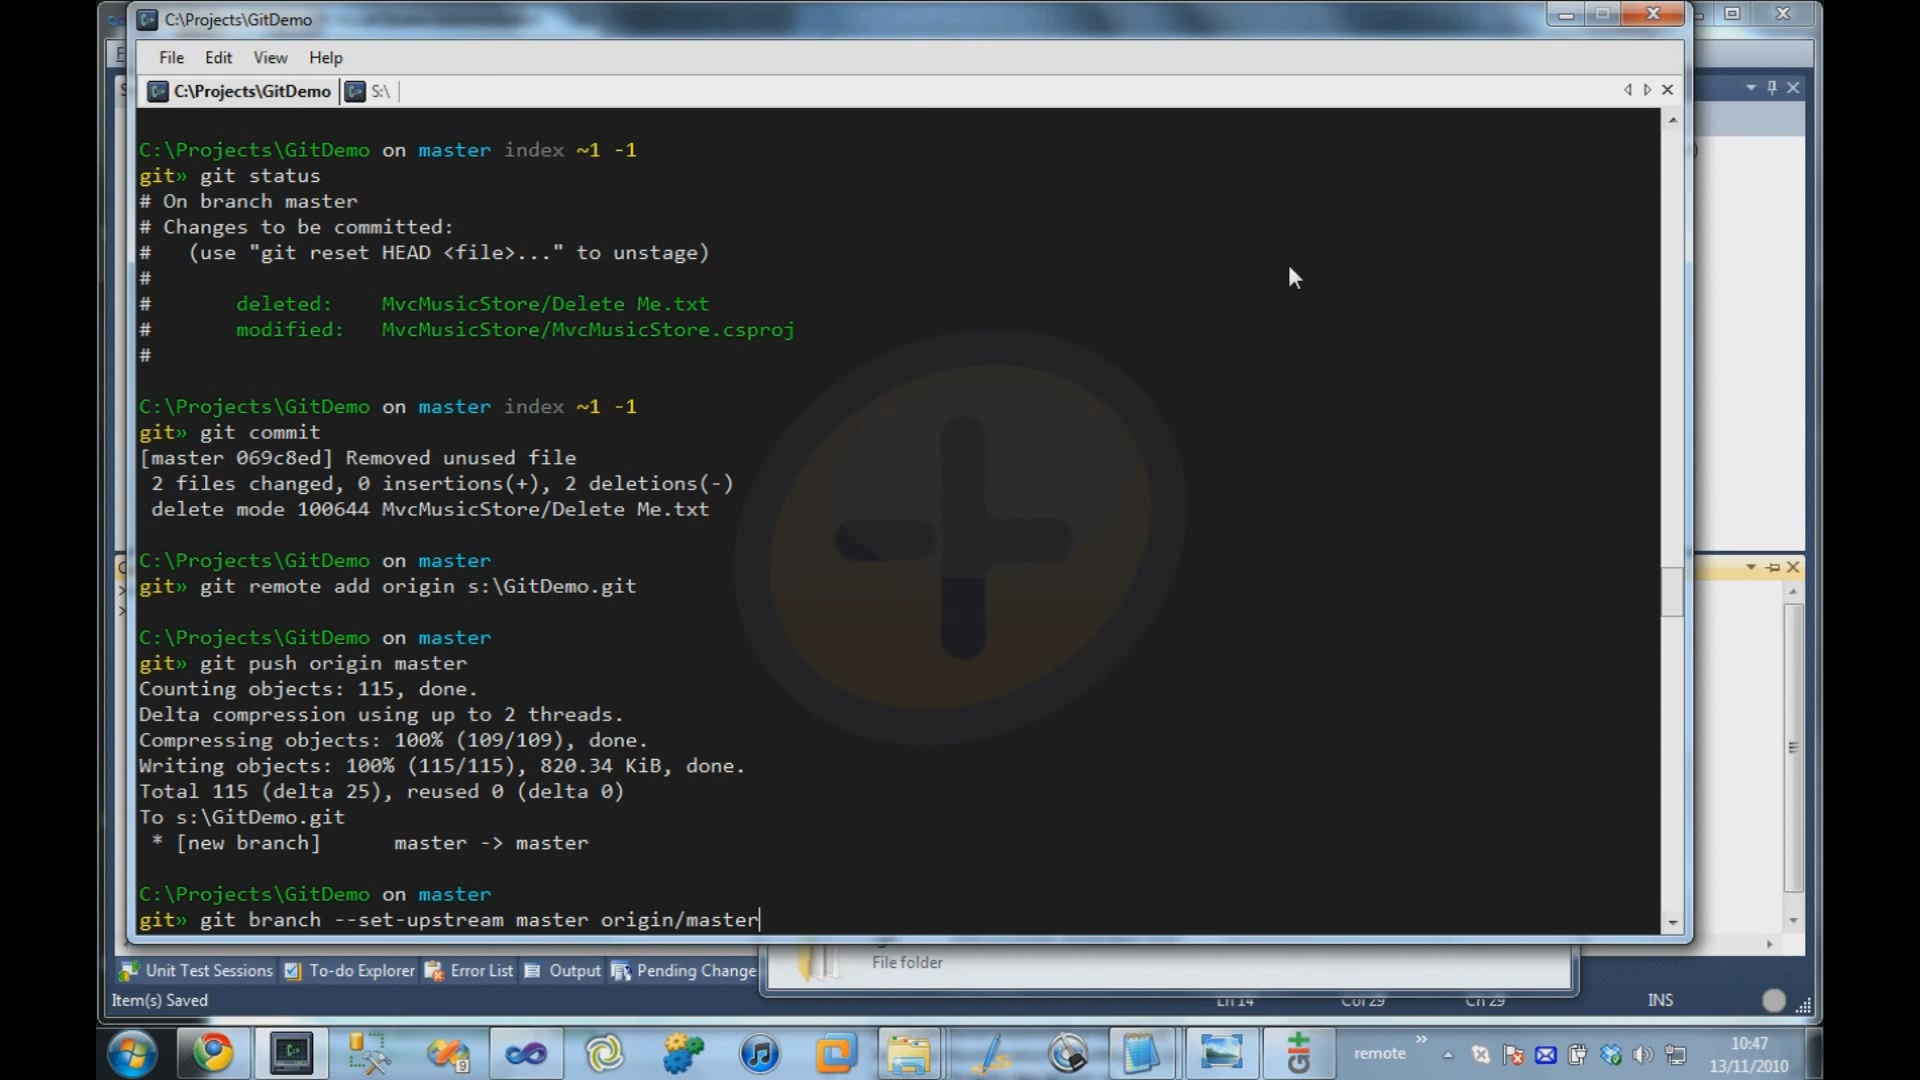 C:\Projects\GitDemo
File Edit View Help
C:\Projects\GitDemo S:\
C:\Projects\GitDemo on master index ~1 -1
git» git status
# On branch master
# Changes to be committed:
#   (use "git reset HEAD <file>..." to unstage)
#
#       deleted:    MvcMusicStore/Delete Me.txt
#       modified:   MvcMusicStore/MvcMusicStore.csproj
#
C:\Projects\GitDemo on master index ~1 -1
git» git commit
[master 069c8ed] Removed unused file
 2 files changed, 0 insertions(+), 2 deletions(-)
 delete mode 100644 MvcMusicStore/Delete Me.txt
C:\Projects\GitDemo on master
git» git remote add origin s:\GitDemo.git
C:\Projects\GitDemo on master
git» git push origin master
Counting objects: 115, done.
Delta compression using up to 2 threads.
Compressing objects: 100% (109/109), done.
Writing objects: 100% (115/115), 820.34 KiB, done.
Total 115 (delta 25), reused 0 (delta 0)
To s:\GitDemo.git
 * [new branch]      master -> master
C:\Projects\GitDemo on master
git» git branch --set-upstream master origin/master
File folder
Unit Test Sessions To-do Explorer Error List Output Pending Change
Item(s) Saved Ln 14 Col 29 Ch 29 INS
remote 10:47
13/11/2010